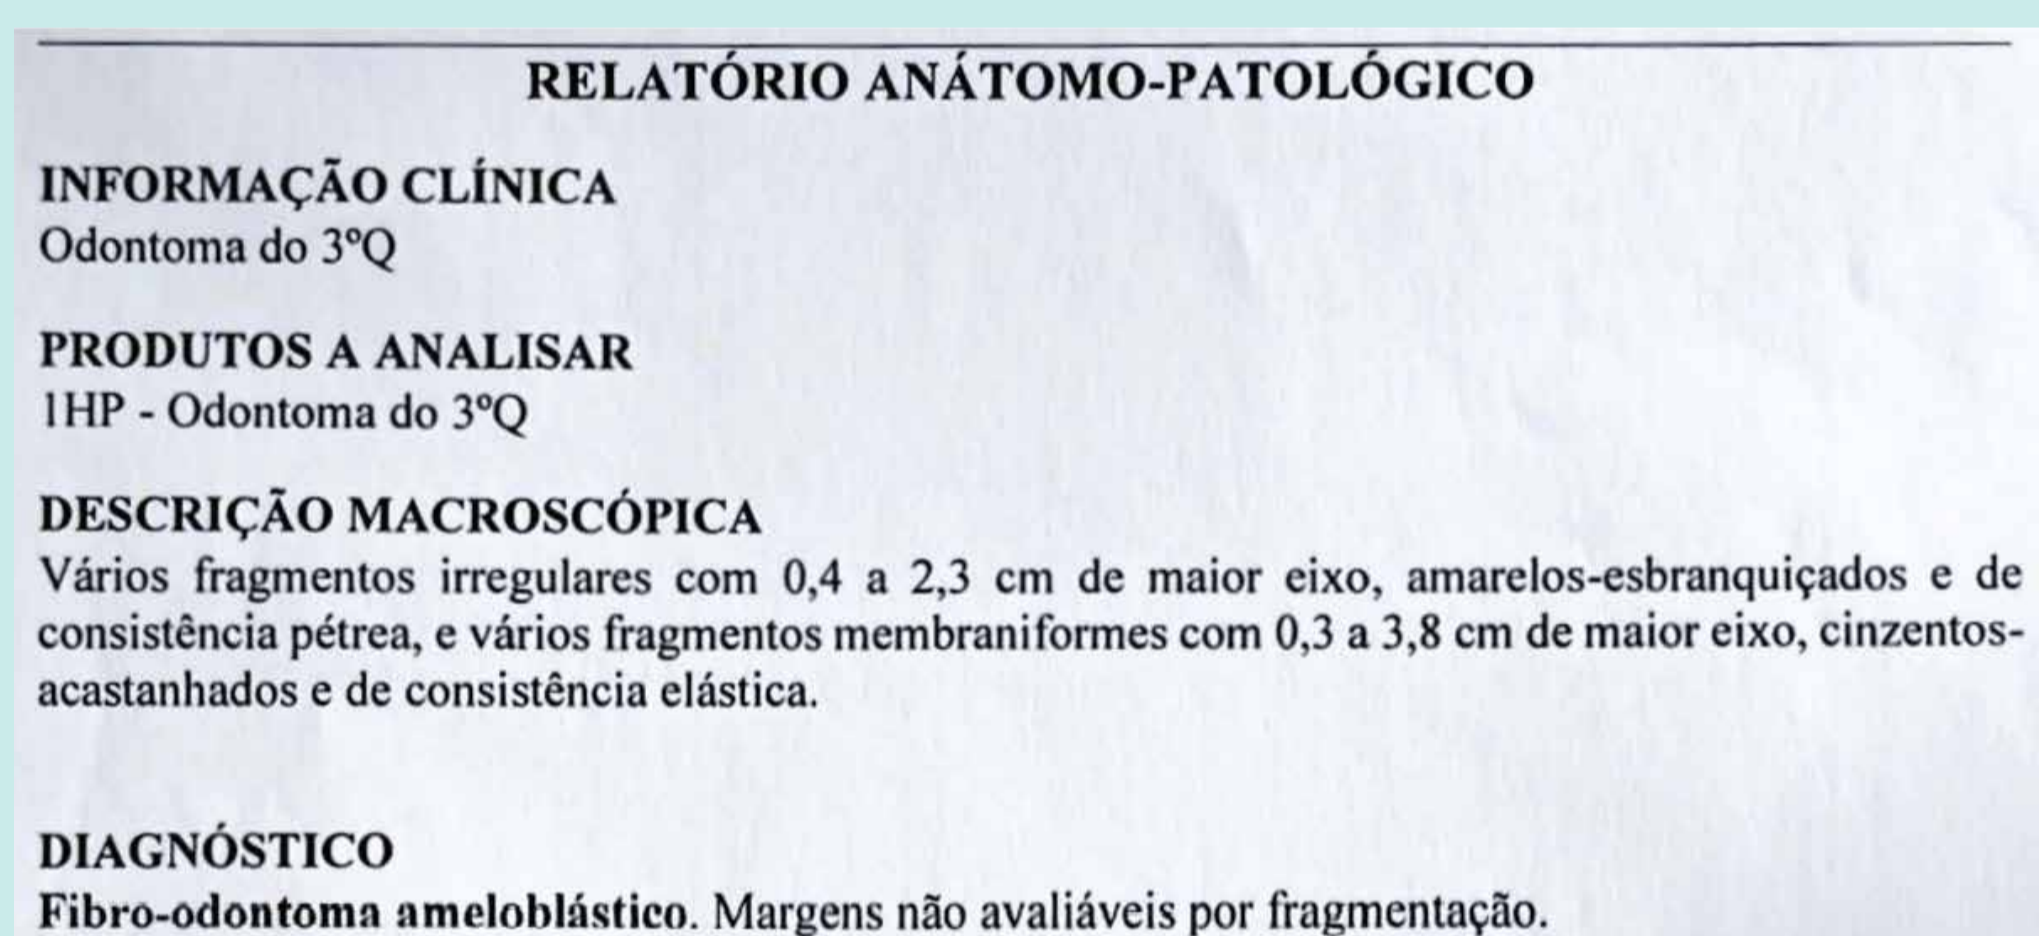 RELATÓRIO ANÁTOMO-PATOLÓGICO
INFORMAÇÃO CLÍNICA
Odontoma do 3ºQ
PRODUTOS A ANALISAR
1HP - Odontoma do 3ºQ
DESCRIÇÃO MACROSCÓPICA
Vários fragmentos irregulares com 0,4 a 2,3 cm de maior eixo, amarelos-esbranquiçados e de
consistência pétrea, e vários fragmentos membraniformes com 0,3 a 3,8 cm de maior eixo, cinzentos-
acastanhados e de consistência elástica.
DIAGNÓSTICO
Fibro-odontoma ameloblástico. Margens não avaliáveis por fragmentação.